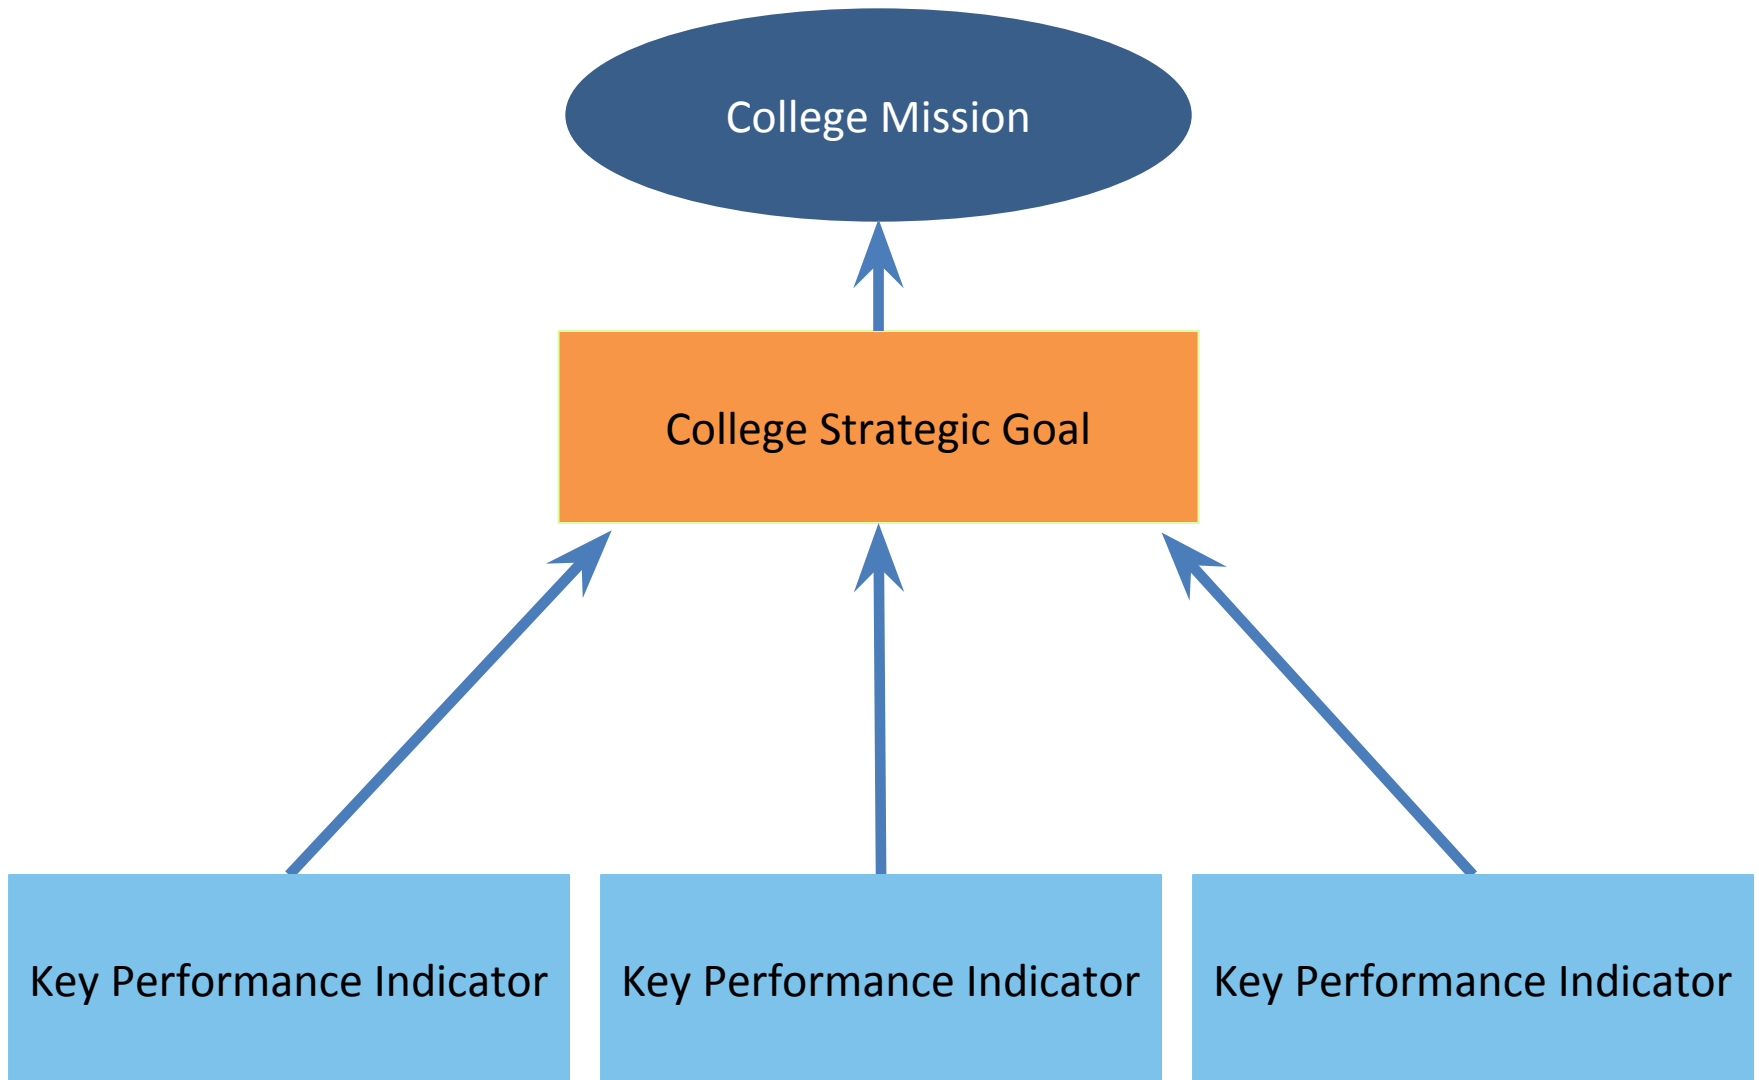 College Mission
College Strategic Goal
Key Performance Indicator
Key Performance Indicator
Key Performance Indicator